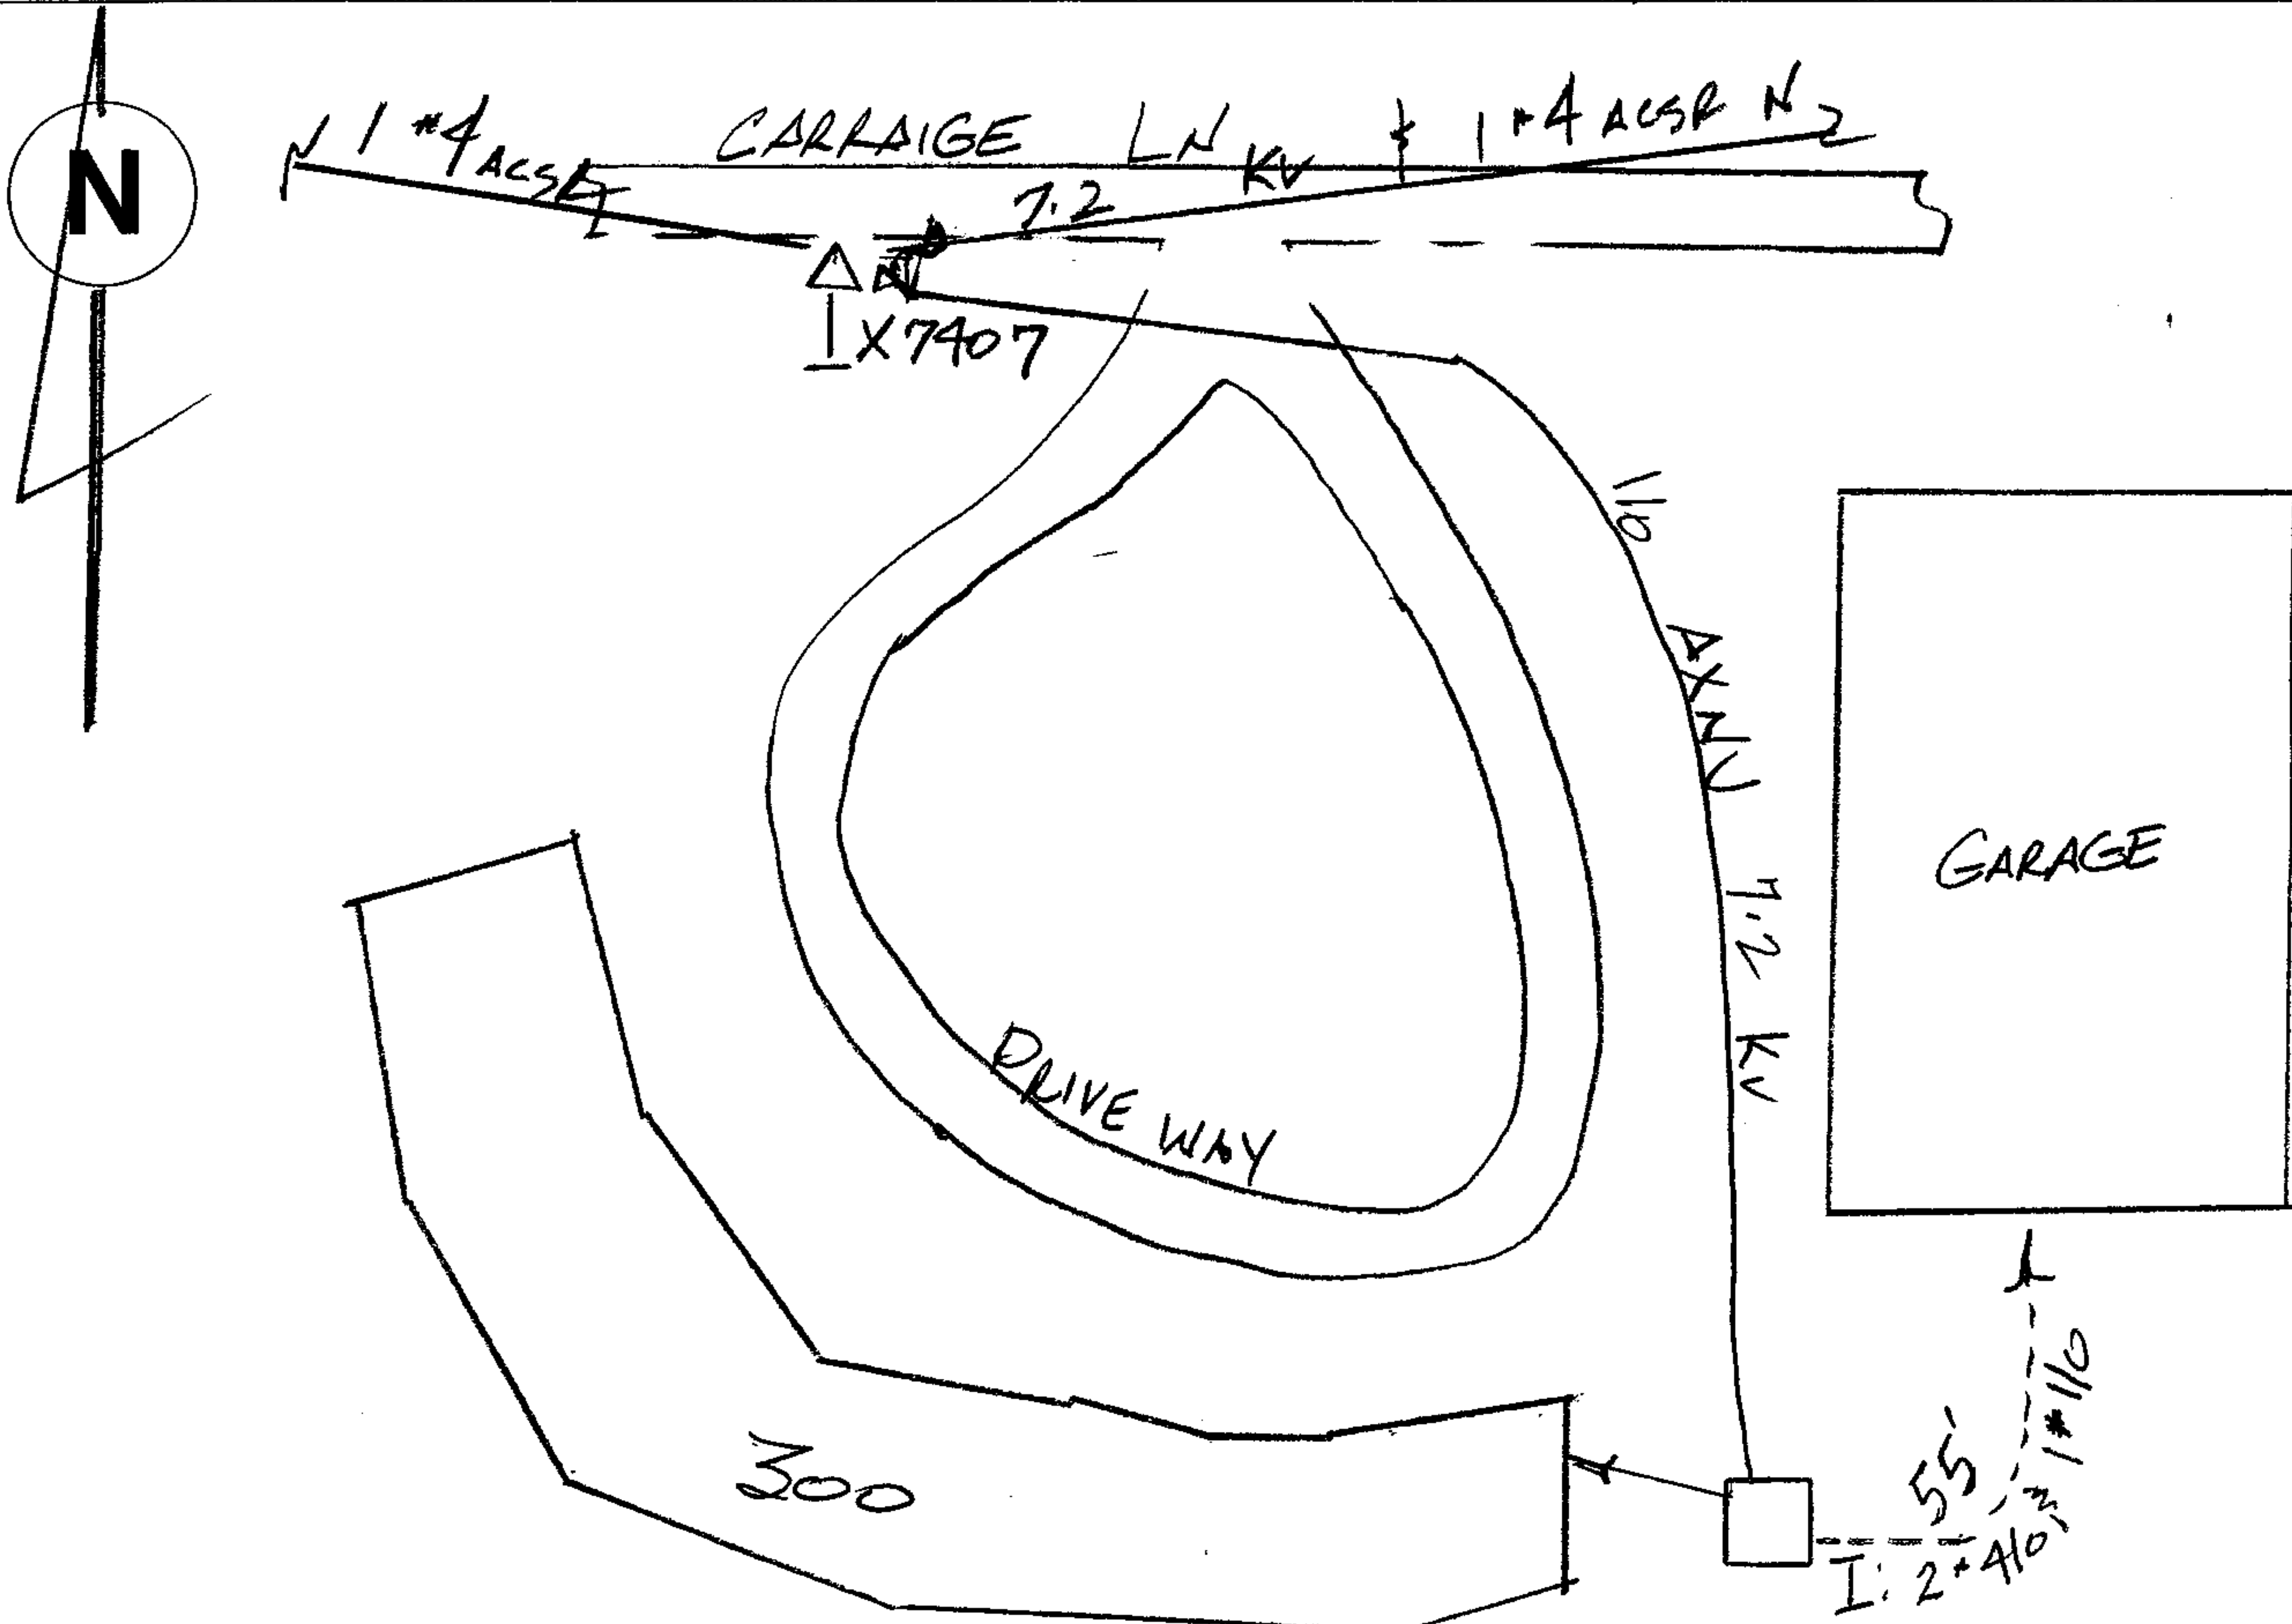 N
1 #4 ACSR
CARRAIGE LN
7.2 KV
1 #4 ACSR N
X7407
1/0 AXNJ 7.2 KV
GARAGE
DRIVE WAY
300
55'
I: 2 #4/0, 1 #1/0